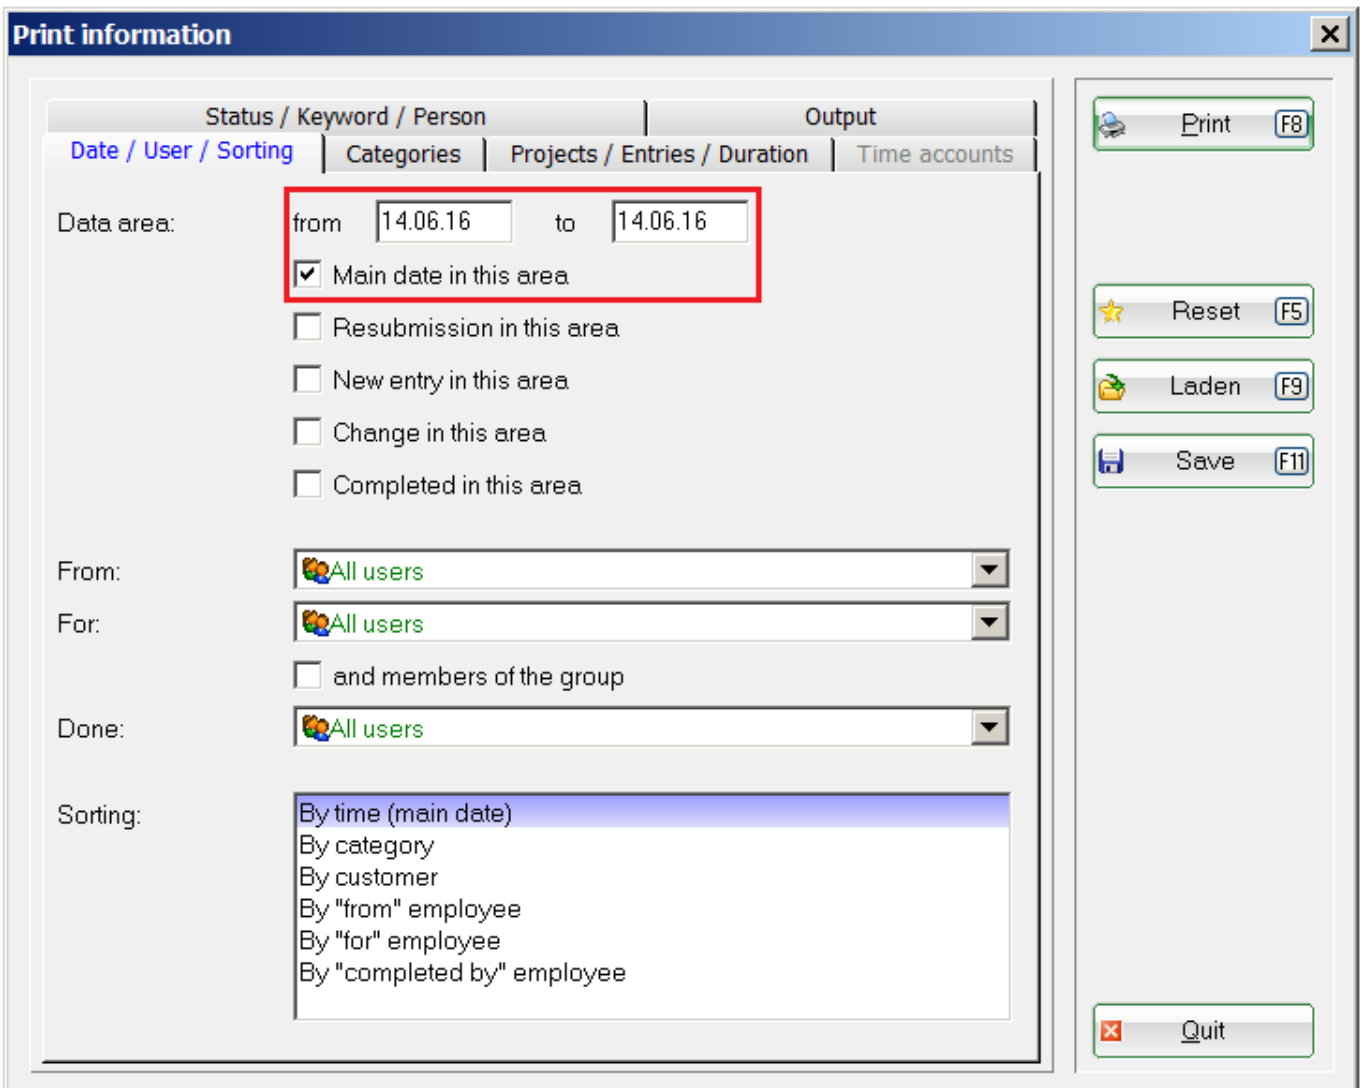 Print information
Status / Keyword / Person
Output
Date / User / Sorting
Categories
Projects / Entries / Duration
Time accounts
Data area:
from 14.06.16 to 14.06.16
Main date in this area
Resubmission in this area
New entry in this area
Change in this area
Completed in this area
From:
All users
For:
All users
and members of the group
Done:
All users
Sorting:
By time (main date)
By category
By customer
By "from" employee
By "for" employee
By "completed by" employee
Print F8
Reset F5
Laden F9
Save F11
Quit